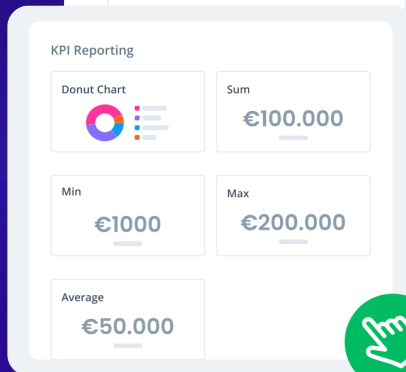 KPI Reporting
Donut Chart
Sum
€100.000
Min
€1000
Max
€200.000
Average
€50.000